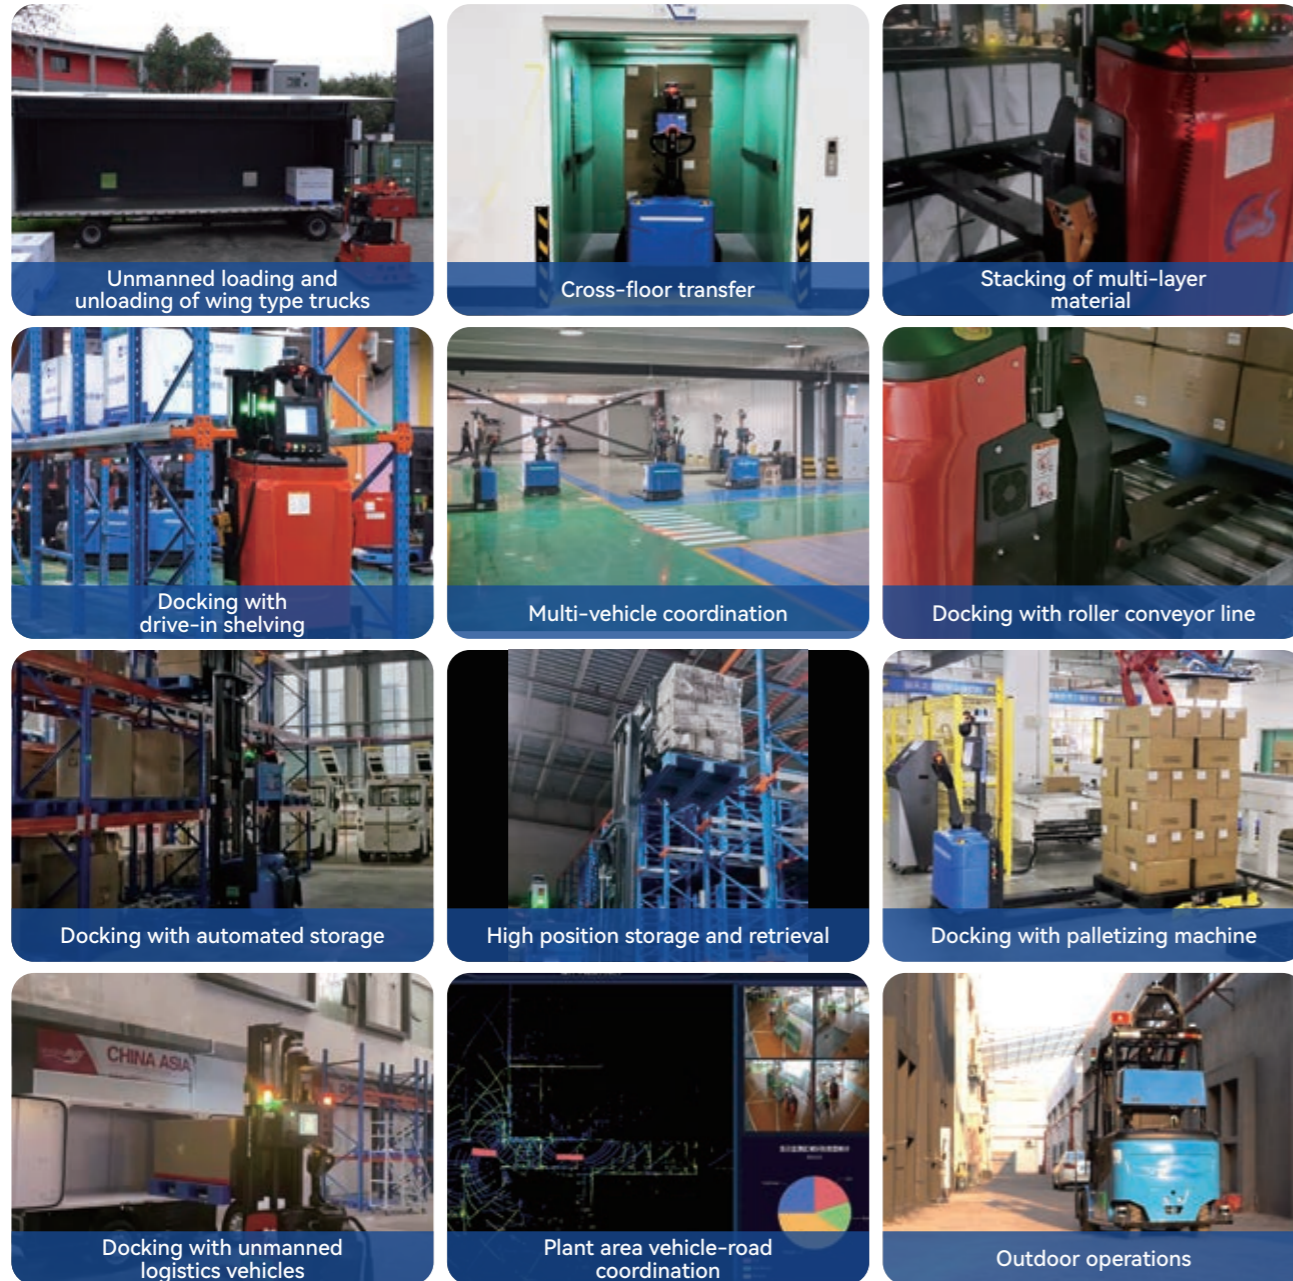 Unmanned loading and
unloading of wing type trucks
Cross-floor transfer
Stacking of multi-layer
material
Docking with
drive-in shelving
Multi-vehicle coordination
Docking with roller conveyor line
Docking with automated storage
High position storage and retrieval
Docking with palletizing machine
CHINA ASIA
Docking with unmanned
logistics vehicles
Plant area vehicle-road
coordination
Outdoor operations